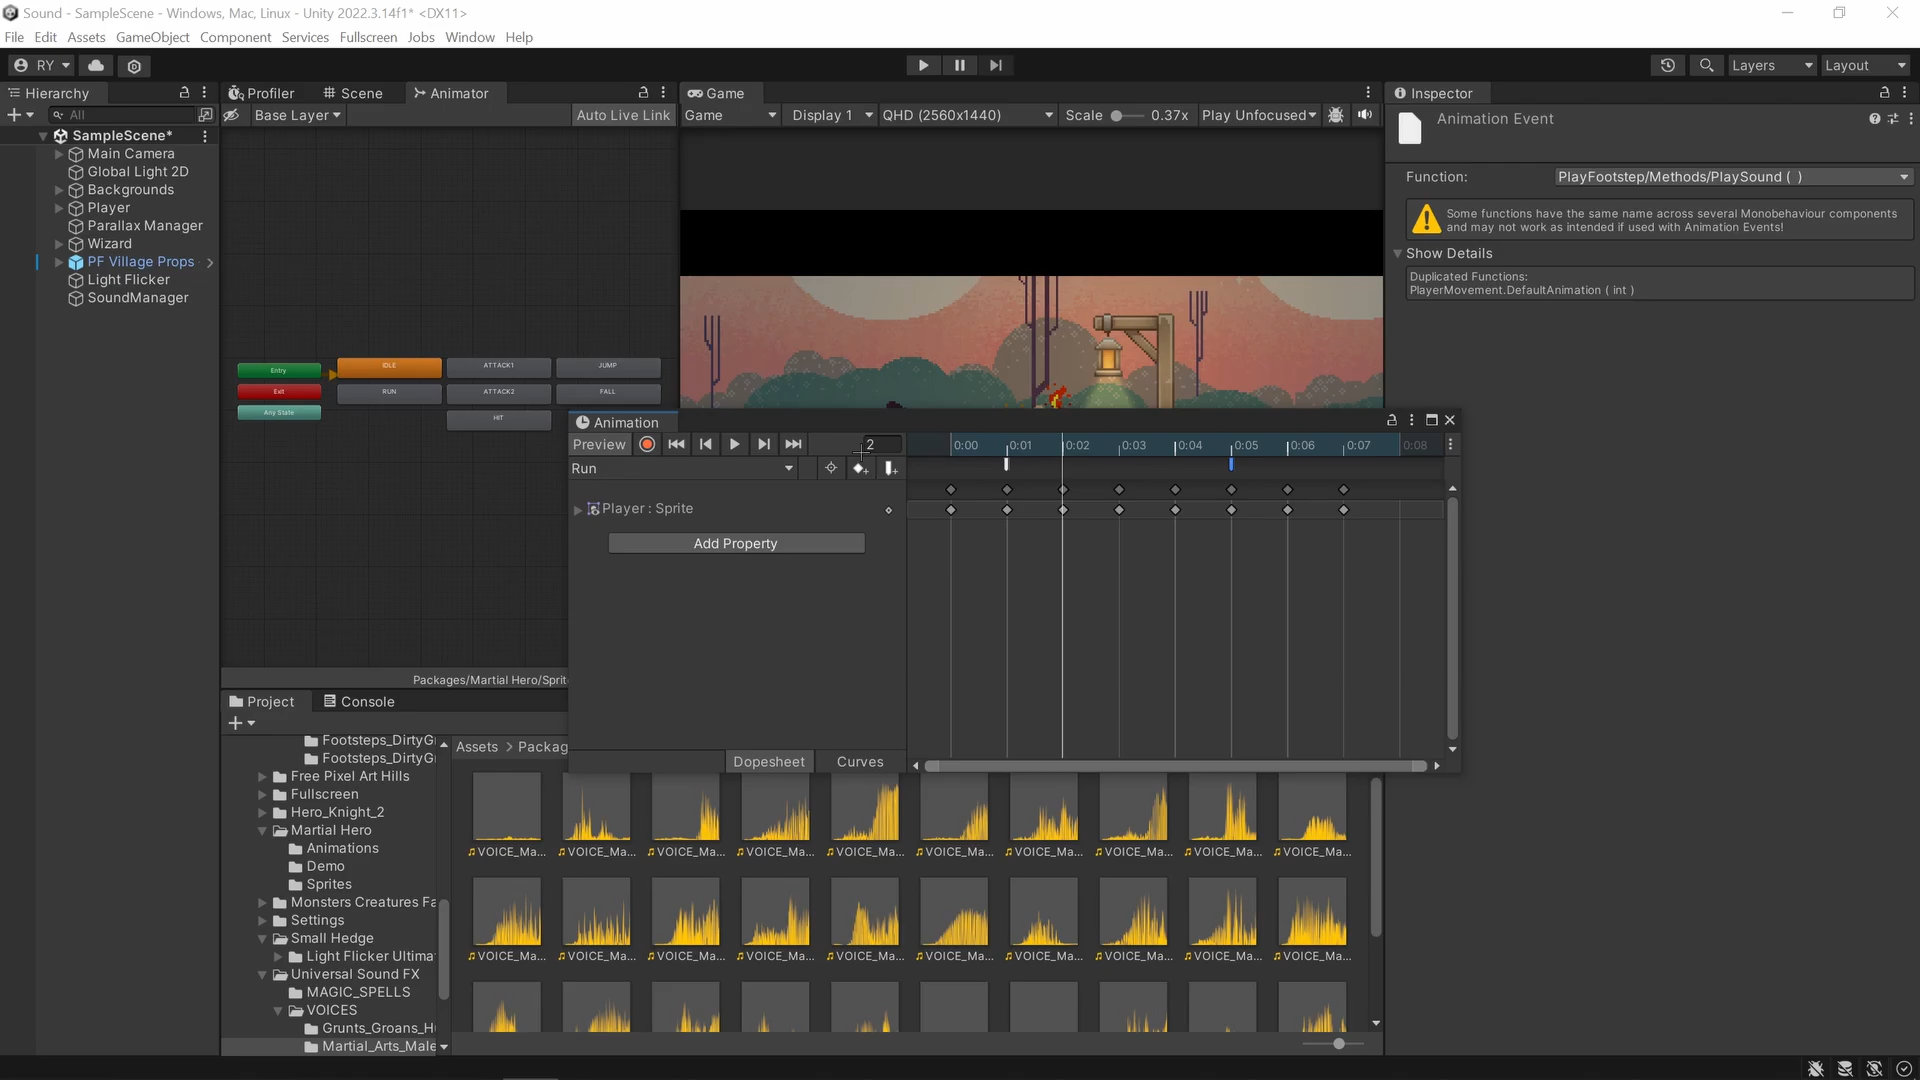 Sound - SampleScene - Windows, Mac, Linux - Unity 2022.3.14f1* <DX11>
File Edit Assets GameObject Component Services Fullscreen Jobs Window Help
RY Layers Layout
Hierarchy
All
SampleScene*
Main Camera
Global Light 2D
Backgrounds
Player
Parallax Manager
Wizard
PF Village Props
Light Flicker
SoundManager
Profiler Scene Animator
Base Layer Auto Live Link
Entry
Exit
Any State
IDLE
RUN
ATTACK1
ATTACK2
HIT
JUMP
FALL
Packages/Martial Hero/Sprit
Game
Game Display 1 QHD (2560x1440) Scale 0.37x Play Unfocused
Animation
Preview 2
0:00 0:01 0:02 0:03 0:04 0:05 0:06 0:07 0:08
Run
Player : Sprite
Add Property
Dopesheet Curves
Inspector
Animation Event
Function: PlayFootstep/Methods/PlaySound ( )
Some functions have the same name across several Monobehaviour components
and may not work as intended if used with Animation Events!
Show Details
Duplicated Functions:
PlayerMovement.DefaultAnimation ( int )
Project Console
Assets > Packag
Footsteps_DirtyGr
Footsteps_DirtyGr
Free Pixel Art Hills
Fullscreen
Hero_Knight_2
Martial Hero
Animations
Demo
Sprites
Monsters Creatures Fa
Settings
Small Hedge
Light Flicker Ultima
Universal Sound FX
MAGIC_SPELLS
VOICES
Grunts_Groans_H
Martial_Arts_Male
VOICE_Ma... VOICE_Ma... VOICE_Ma... VOICE_Ma... VOICE_Ma... VOICE_Ma... VOICE_Ma... VOICE_Ma... VOICE_Ma... VOICE_Ma...
VOICE_Ma... VOICE_Ma... VOICE_Ma... VOICE_Ma... VOICE_Ma... VOICE_Ma... VOICE_Ma... VOICE_Ma... VOICE_Ma... VOICE_Ma...